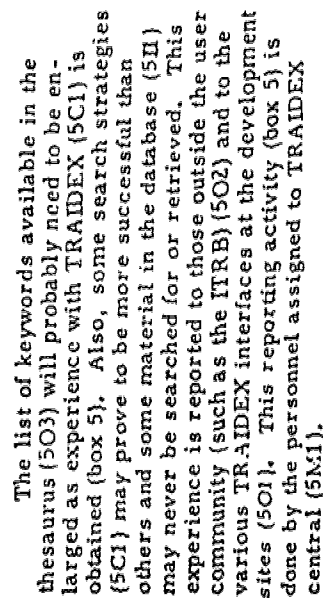 The list of keywords available in the
thesaurus (5O3) will probably need to be en-
larged as experience with TRAIDEX (5C1) is
obtained (box 5). Also, some search strategies
(5C1) may prove to be more successful than
others and some material in the database (5I1)
may never be searched for or retrieved. This
experience is reported to those outside the user
community (such as the ITRB) (5O2) and to the
various TRAIDEX interfaces at the development
sites (5O1). This reporting activity (box 5) is
done by the personnel assigned to TRAIDEX
central (5M1).